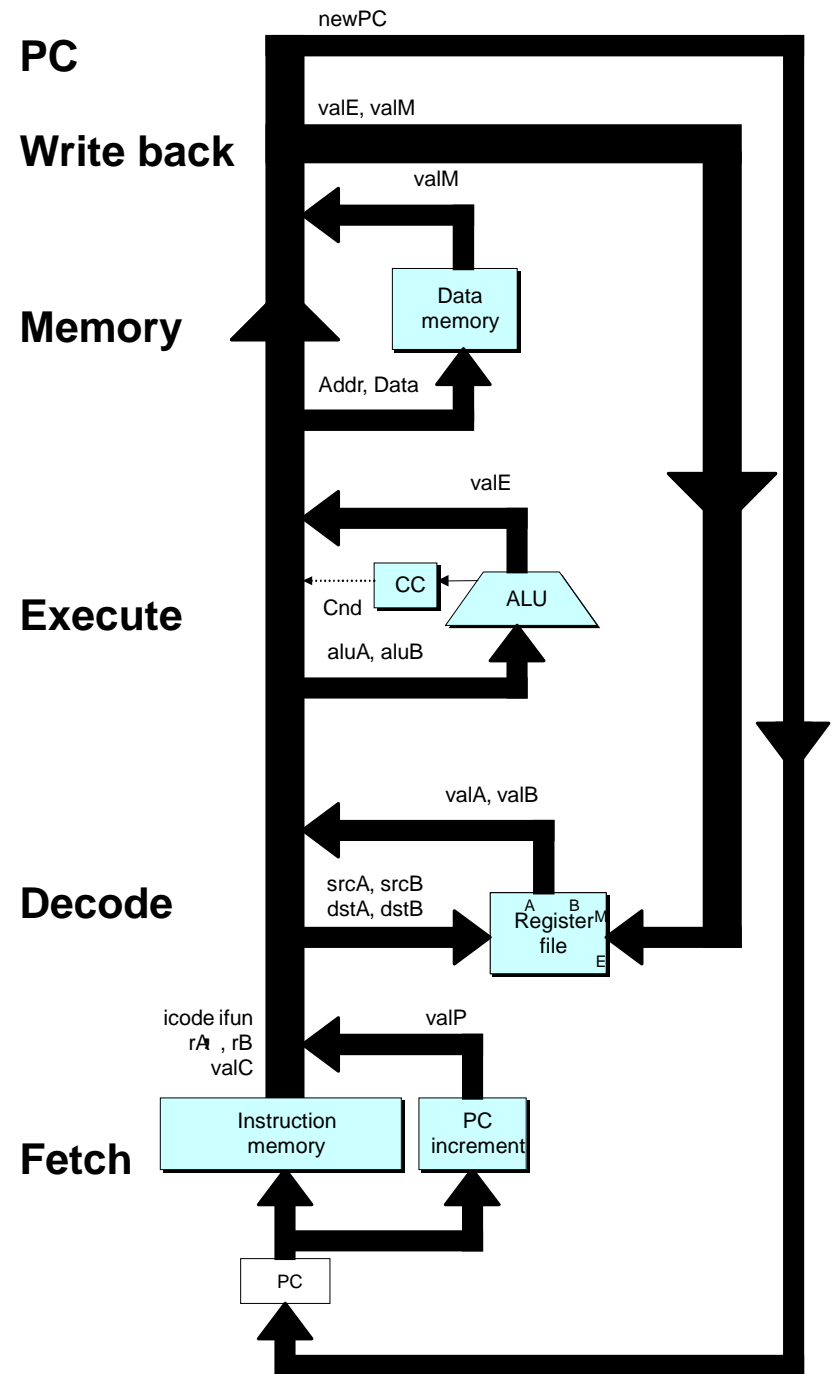 newPC
PC
valE, valM
Write back
valM
Data
memory
Memory
Addr, Data
valE
CC
ALU
Cnd
Execute
aluA, aluB
valA, valB
srcA, srcB
dstA, dstB
Decode
A B
Register
M
file
E
icode ifun
valP
rA , rB
valC
Instruction
memory
PC
increment
Fetch
PC